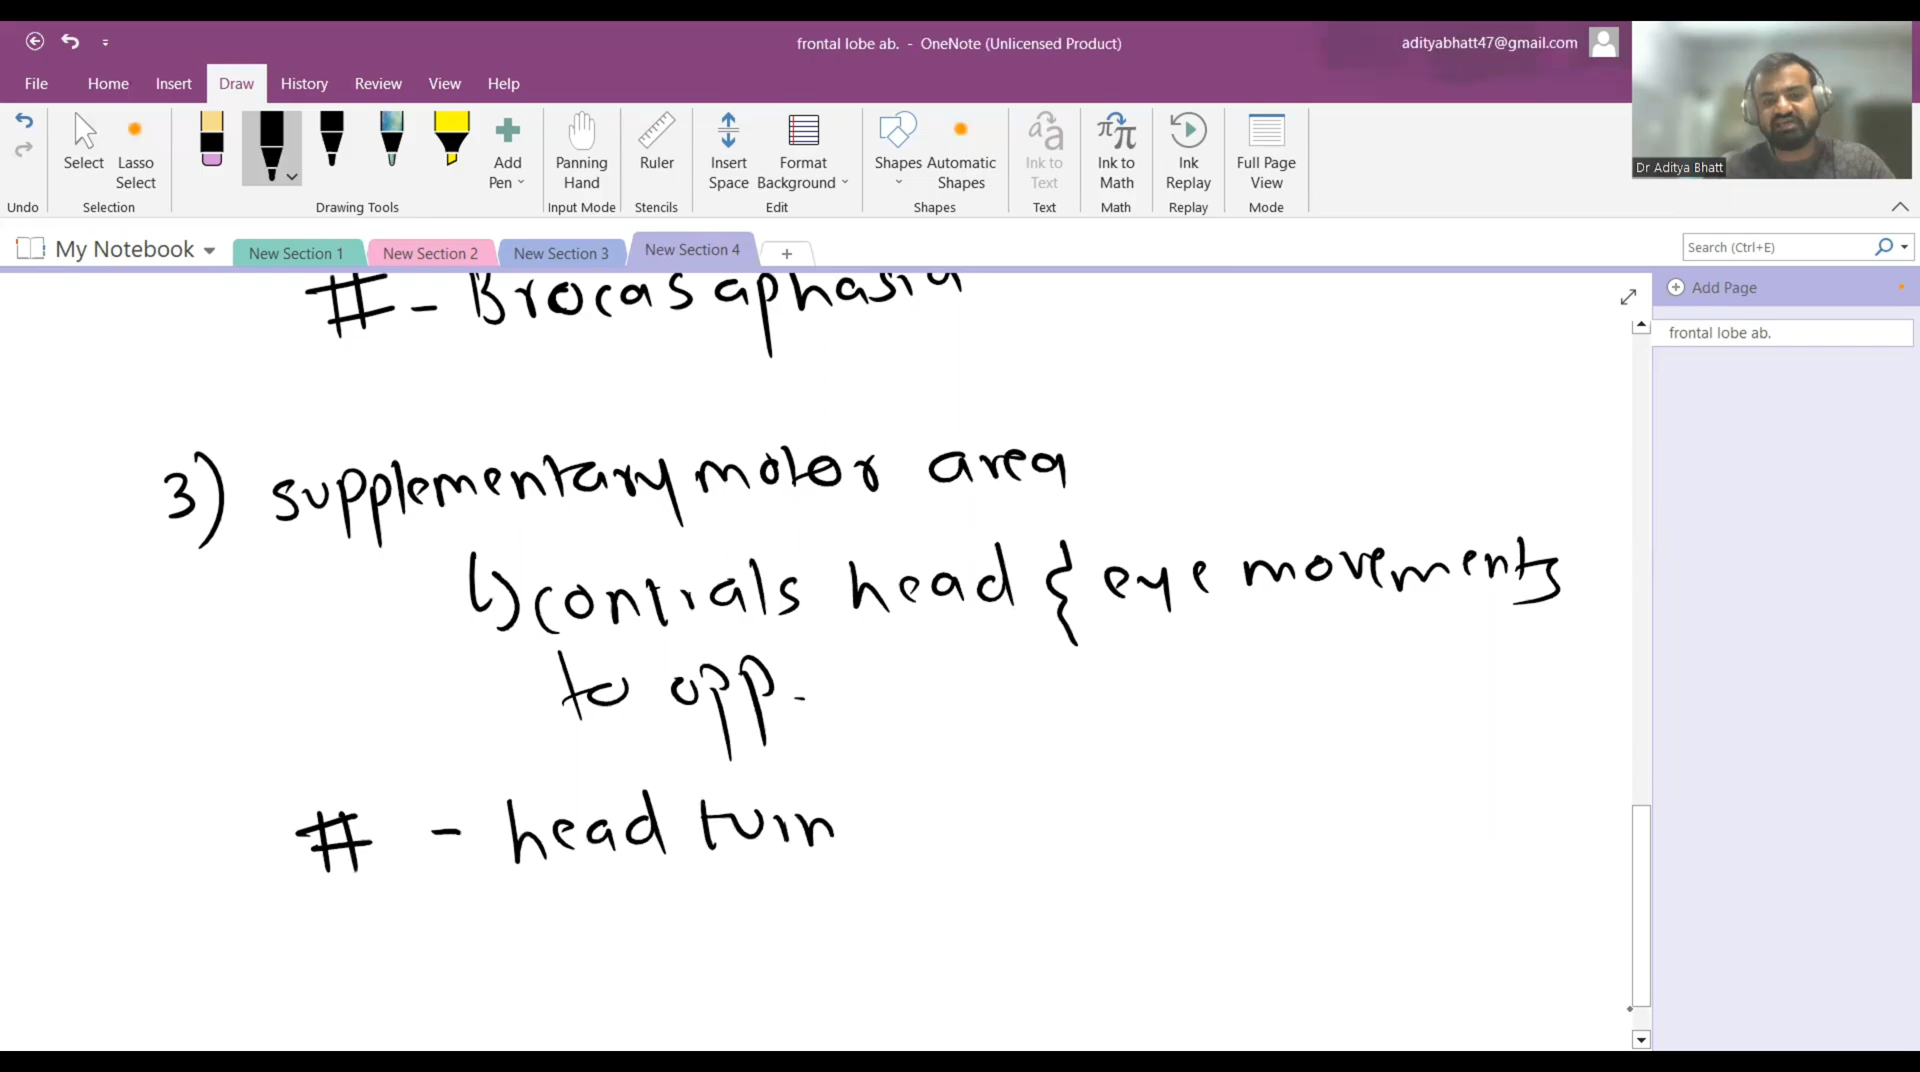 frontal lobe ab. - OneNote (Unlicensed Product)
adityabhatt47@gmail.com
File Home Insert Draw History Review View Help
Select
Lasso Select
Add Pen
Panning Hand
Ruler
Insert Space
Format Background
Shapes
Automatic Shapes
Ink to Text
Ink to Math
Ink Replay
Full Page View
Undo Selection Drawing Tools Input Mode Stencils Edit Shapes Text Math Replay Mode
Dr Aditya Bhatt
My Notebook New Section 1 New Section 2 New Section 3 New Section 4 +
Search (Ctrl+E)
Add Page
frontal lobe ab.
# - Brocas aphasia
3) supplementary motor area
controls head { eye movements
to opp.
# - head turn